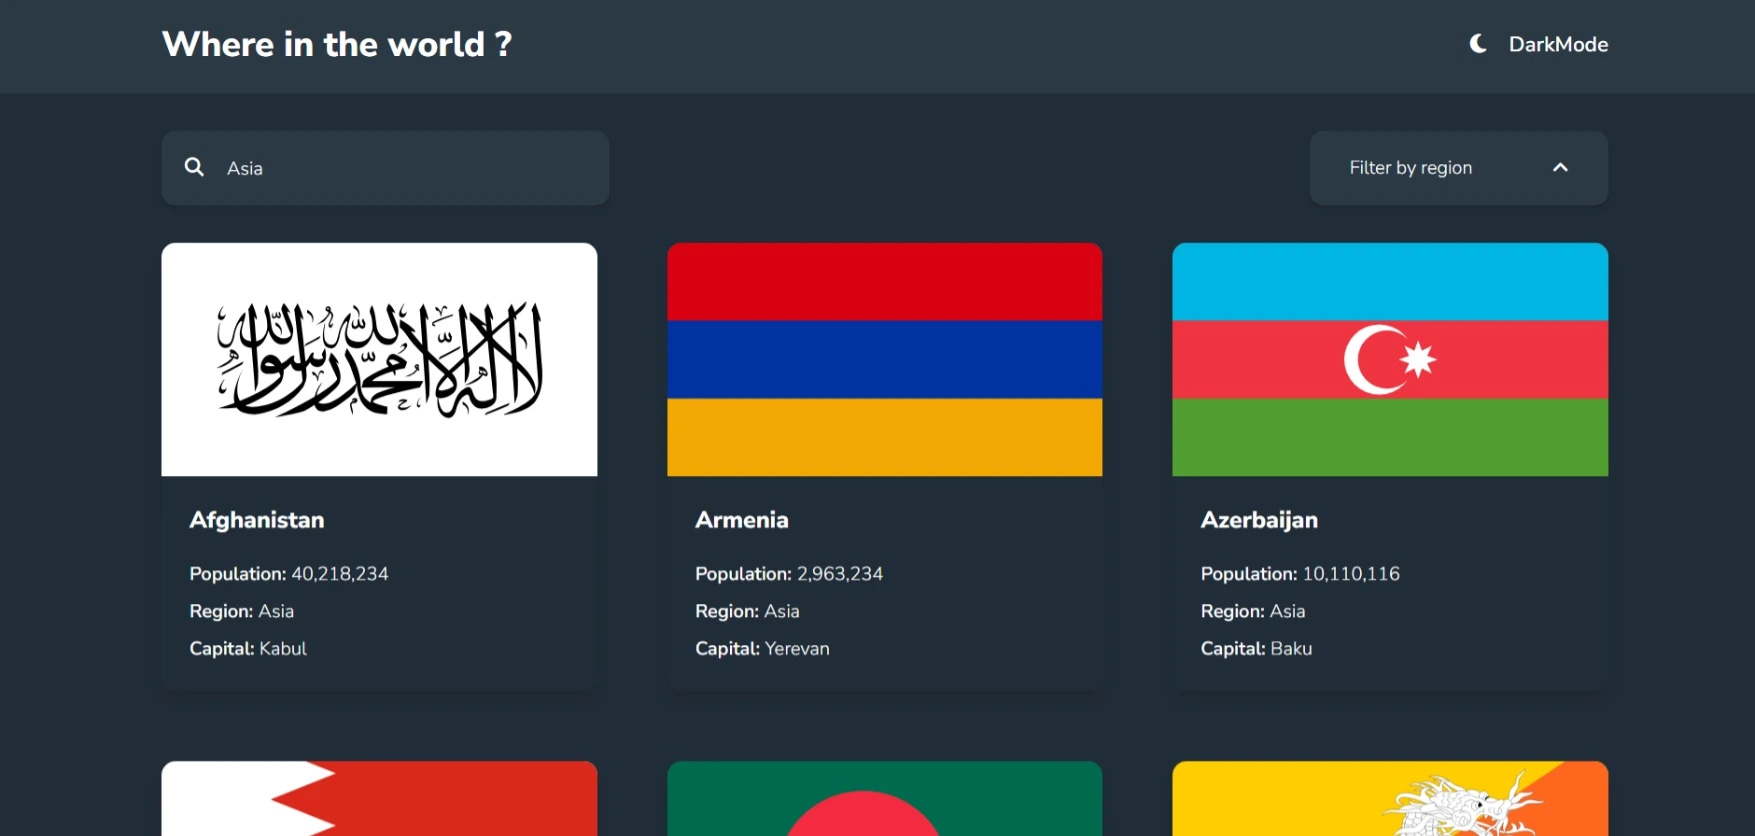 Where in the world ?
DarkMode
Asia
Filter by region
لا إله إلا الله محمد رسول الله
Afghanistan
Population: 40,218,234
Region: Asia
Capital: Kabul
Armenia
Population: 2,963,234
Region: Asia
Capital: Yerevan
Azerbaijan
Population: 10,110,116
Region: Asia
Capital: Baku